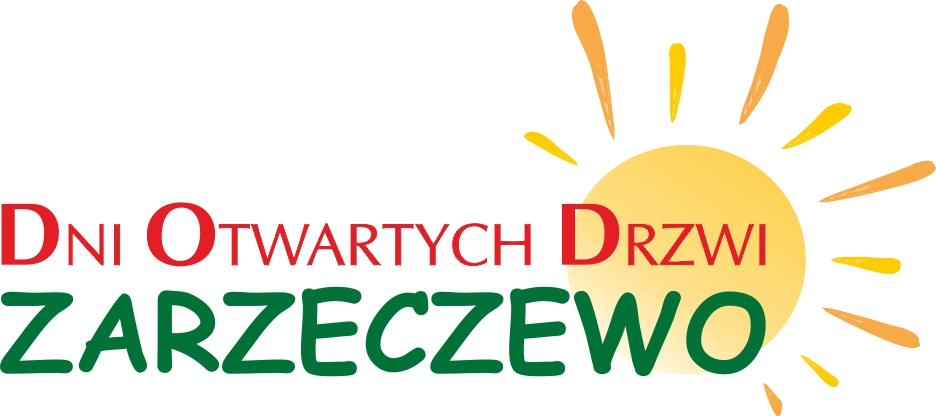 DNI OTWARTYCH DRZWI
ZARZECZEWO